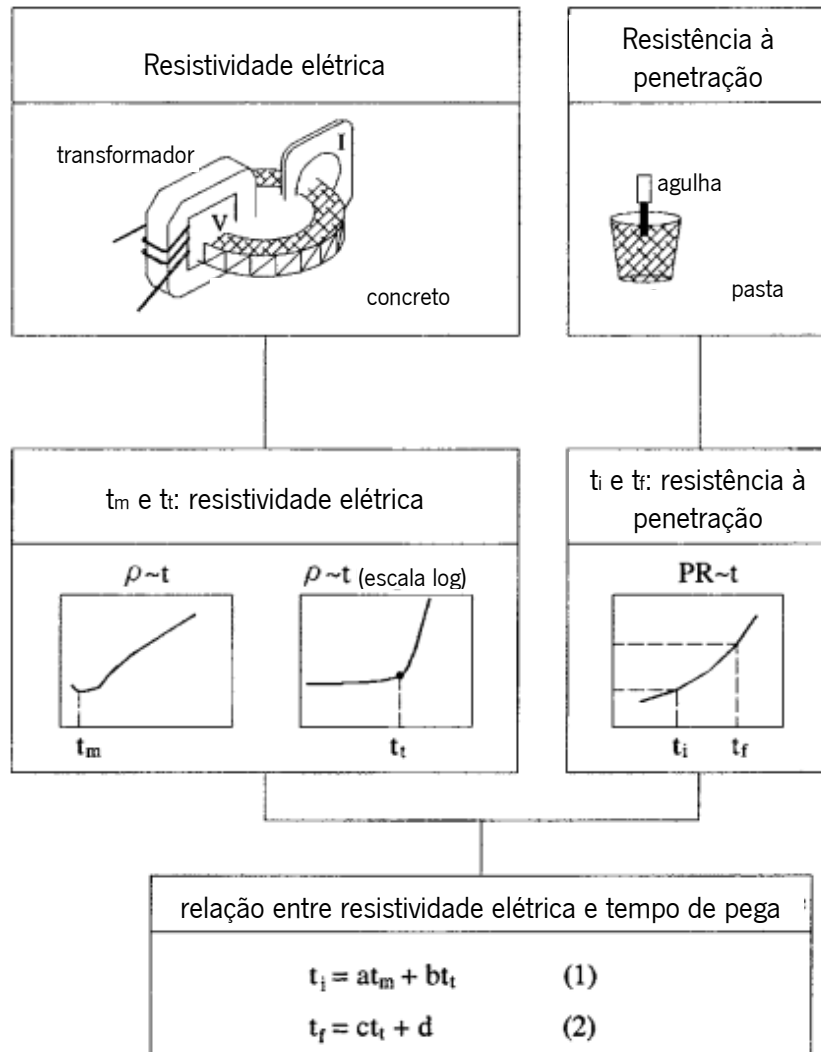 Resistividade elétrica
transformador
V
I
concreto
Resistência à
penetração
agulha
pasta
tm e tt: resistividade elétrica
ρ~t
tm
ρ~t (escala log)
tt
ti e tf: resistência à
penetração
PR~t
ti tf
relação entre resistividade elétrica e tempo de pega
ti = atm + btt (1)
tf = ctt + d (2)